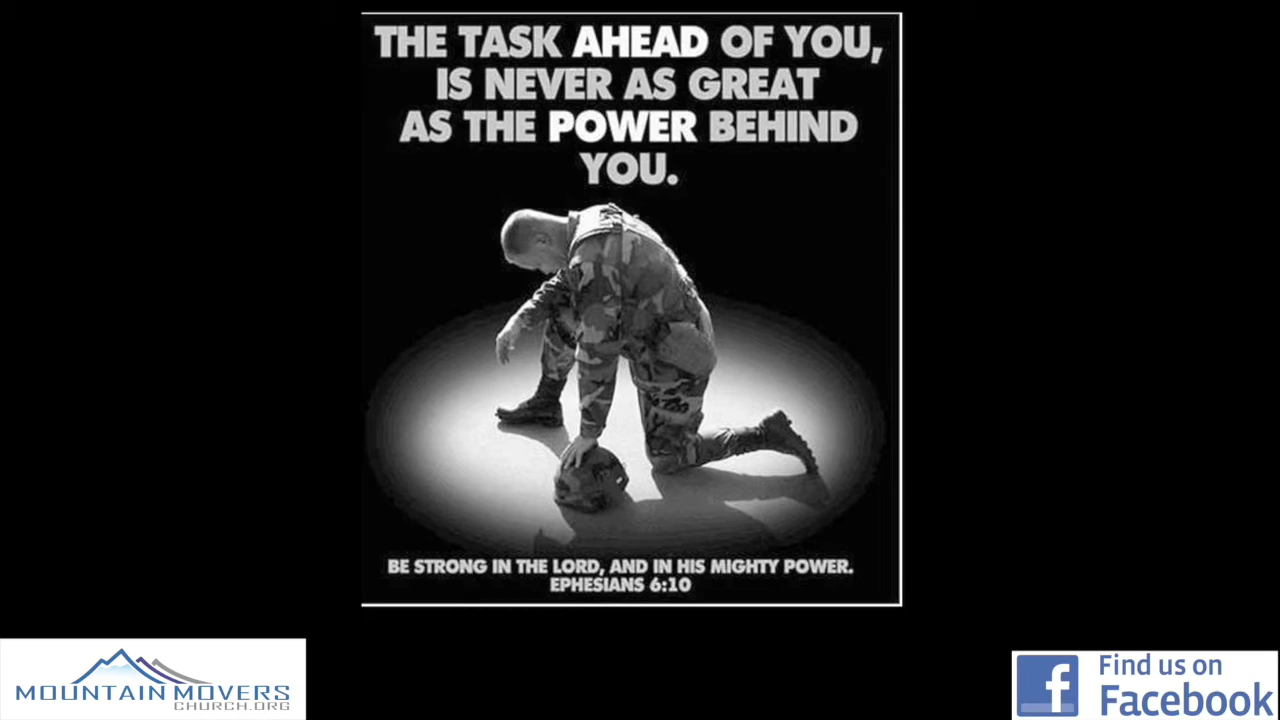 THE TASK AHEAD OF YOU,
IS NEVER AS GREAT
AS THE POWER BEHIND
YOU.
BE STRONG IN THE LORD, AND IN HIS MIGHTY POWER.
EPHESIANS 6:10
MOUNTAIN MOVERS
CHURCH.ORG
f
Find us on
Facebook